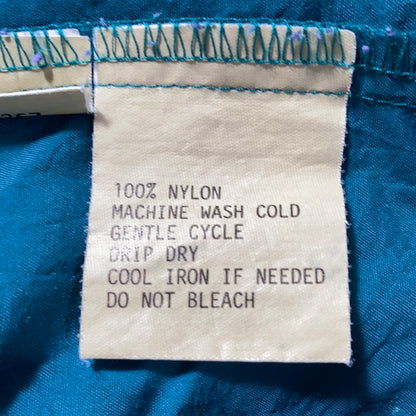 100% NYLON
MACHINE WASH COLD
GENTLE CYCLE
DRIP DRY
COOL IRON IF NEEDED
DO NOT BLEACH